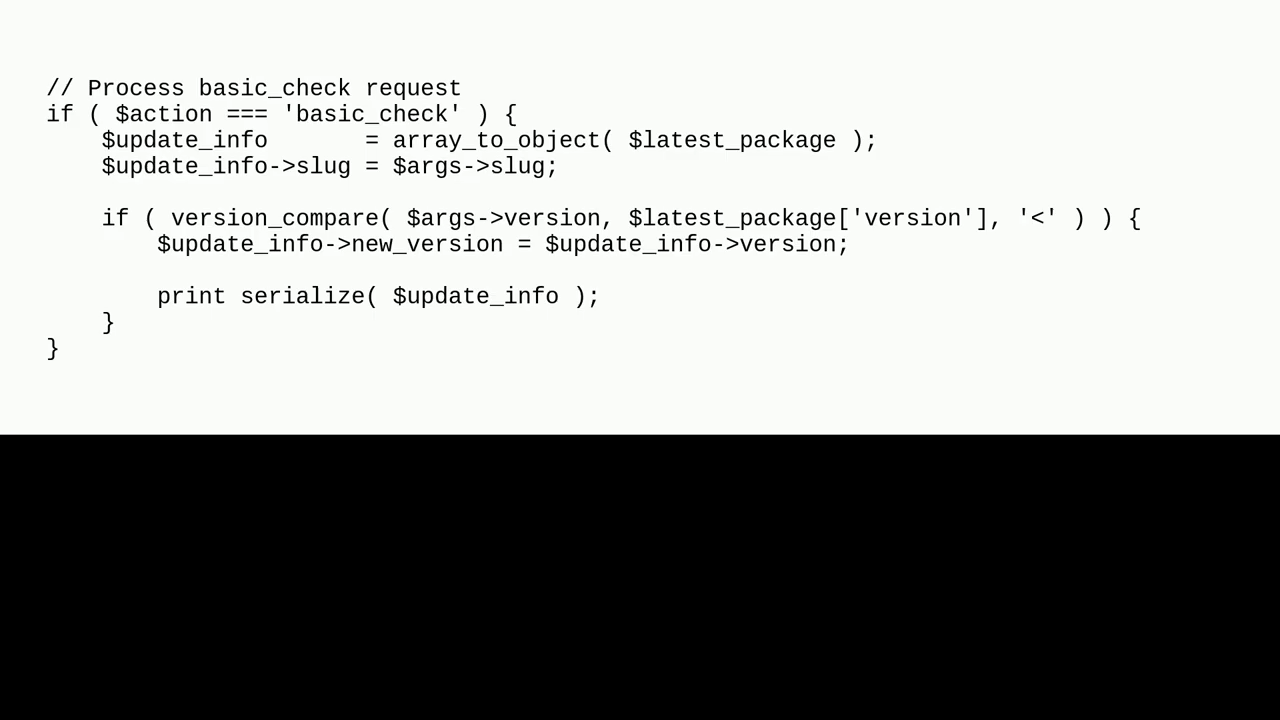 // Process basic_check request
if ( $action === 'basic_check' ) {
    $update_info       = array_to_object( $latest_package );
    $update_info->slug = $args->slug;

    if ( version_compare( $args->version, $latest_package['version'], '<' ) ) {
        $update_info->new_version = $update_info->version;

        print serialize( $update_info );
    }
}